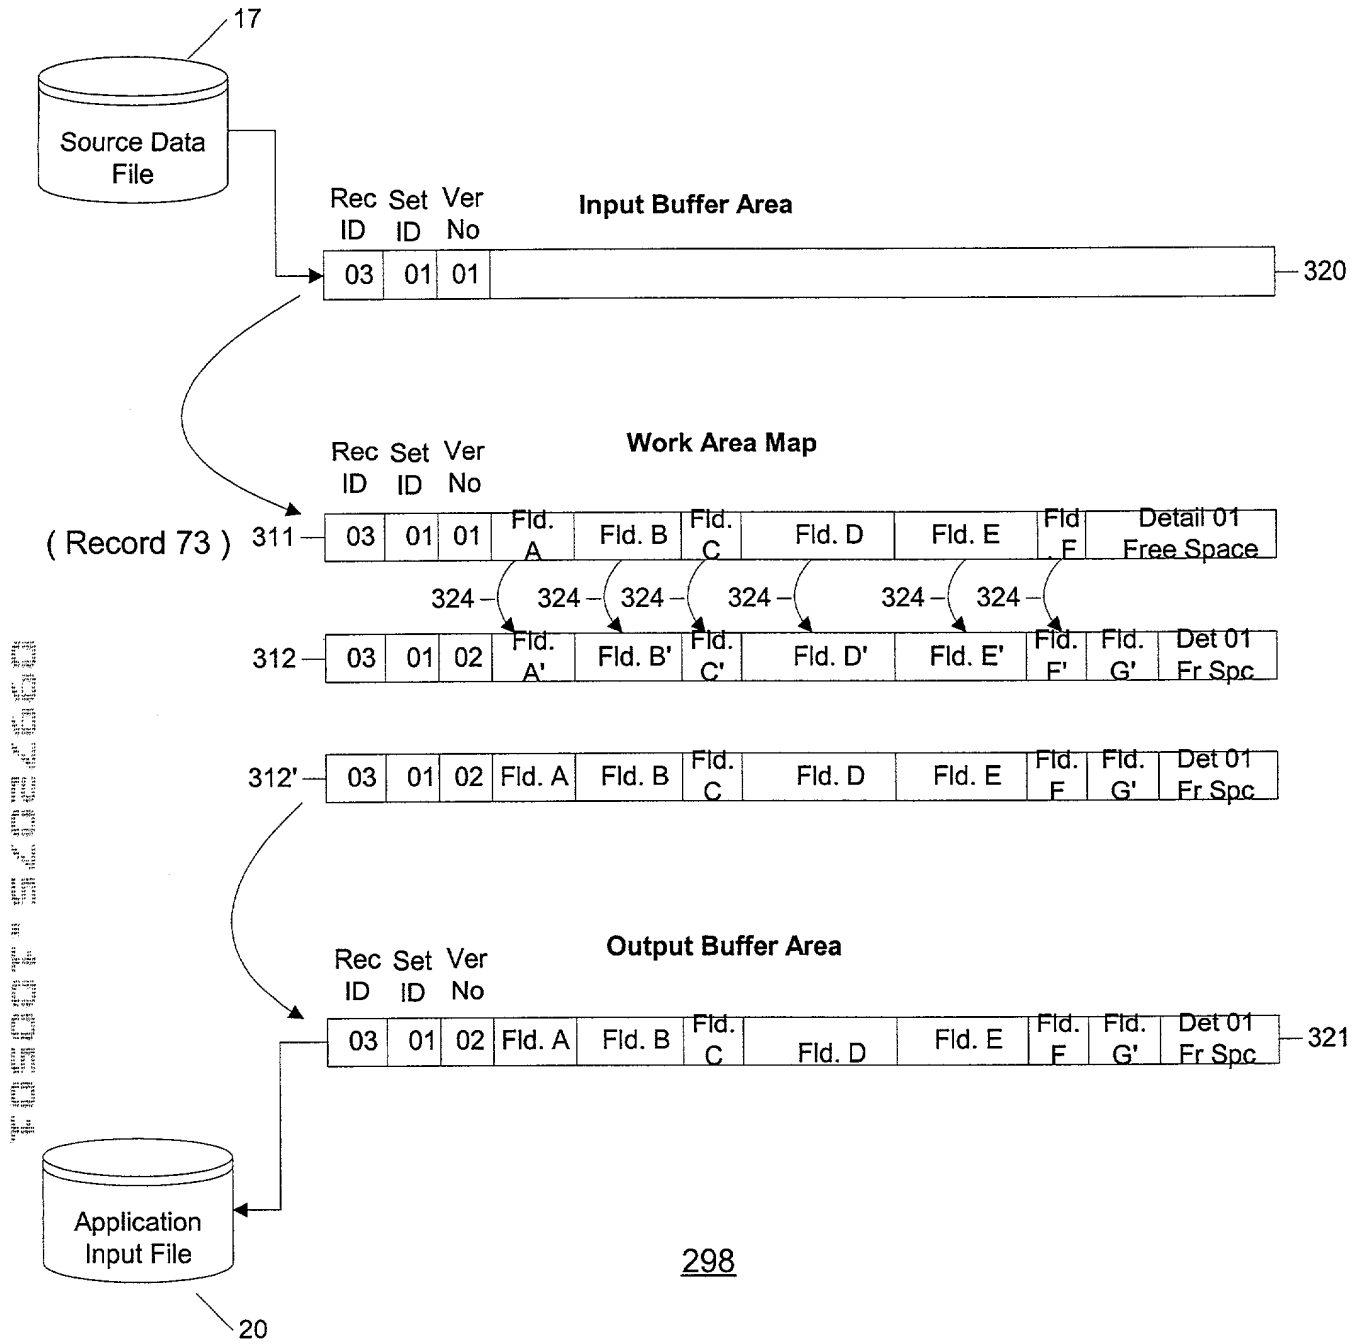 17
Source Data
File
Rec Set Ver
ID ID No
Input Buffer Area
03 01 01
320
Work Area Map
Rec Set Ver
ID ID No
( Record 73 ) 311
03 01 01 Fld. A Fld. B Fld. C Fld. D Fld. E Fld . F Detail 01 Free Space
324 324 324 324 324 324
312
03 01 02 Fld. A' Fld. B' Fld. C' Fld. D' Fld. E' Fld. F' Fld. G' Det 01 Fr Spc
312'
03 01 02 Fld. A Fld. B Fld. C Fld. D Fld. E Fld. F Fld. G' Det 01 Fr Spc
Output Buffer Area
Rec Set Ver
ID ID No
03 01 02 Fld. A Fld. B Fld. C Fld. D Fld. E Fld. F Fld. G' Det 01 Fr Spc
321
Application
Input File
20
298